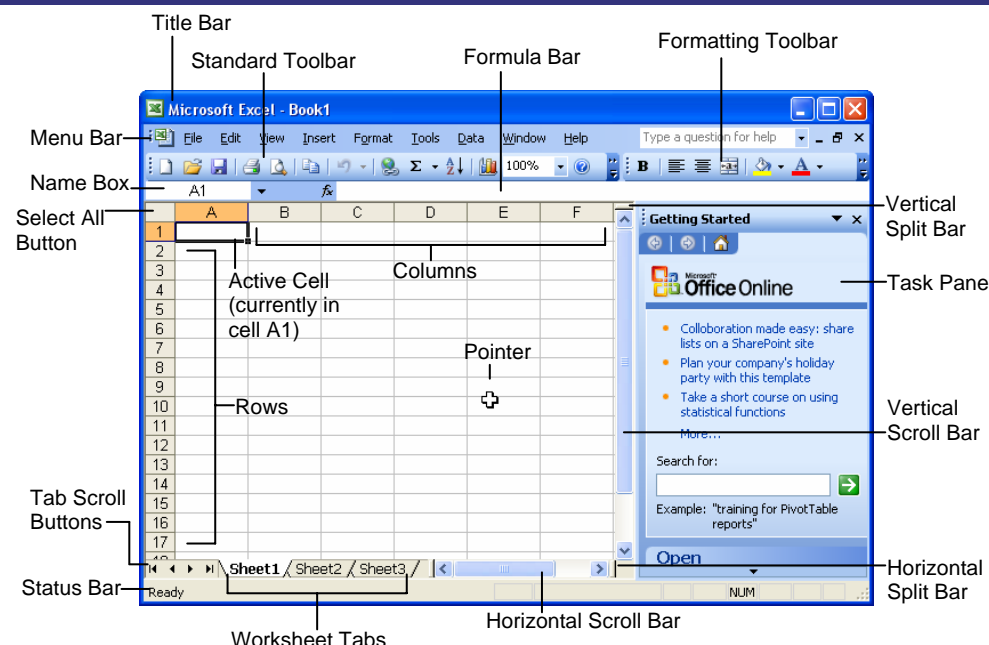 Title Bar
Standard Toolbar
Formula Bar
Formatting Toolbar
Microsoft Excel - Book1
Menu Bar
File Edit View Insert Format Tools Data Window Help
Type a question for help
100%
B
A
Name Box
A1
fx
Select All
Button
A B C D E F
Getting Started
Vertical
Split Bar
1
2
3
4
5
6
7
8
9
10
11
12
13
14
15
16
17
Active Cell
(currently in
cell A1)
Columns
Pointer
Rows
Microsoft
Office Online
Task Pane
Colloboration made easy: share
lists on a SharePoint site
Plan your company's holiday
party with this template
Take a short course on using
statistical functions
More...
Vertical
Scroll Bar
Search for:
Example: "training for PivotTable
reports"
Open
Tab Scroll
Buttons
Sheet1 Sheet2 Sheet3
Horizontal
Split Bar
Status Bar
Ready
NUM
Horizontal Scroll Bar
Worksheet Tabs